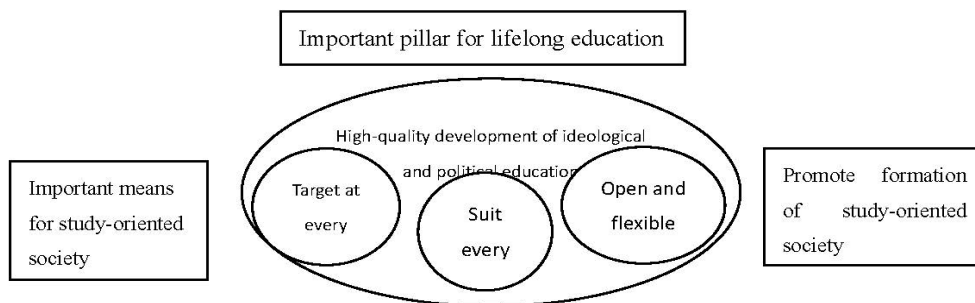 Important pillar for lifelong education
High-quality development of ideological
and political education
Important means
for study-oriented
society
Target at
every
Suit
every
Open and
flexible
Promote formation
of study-oriented
society